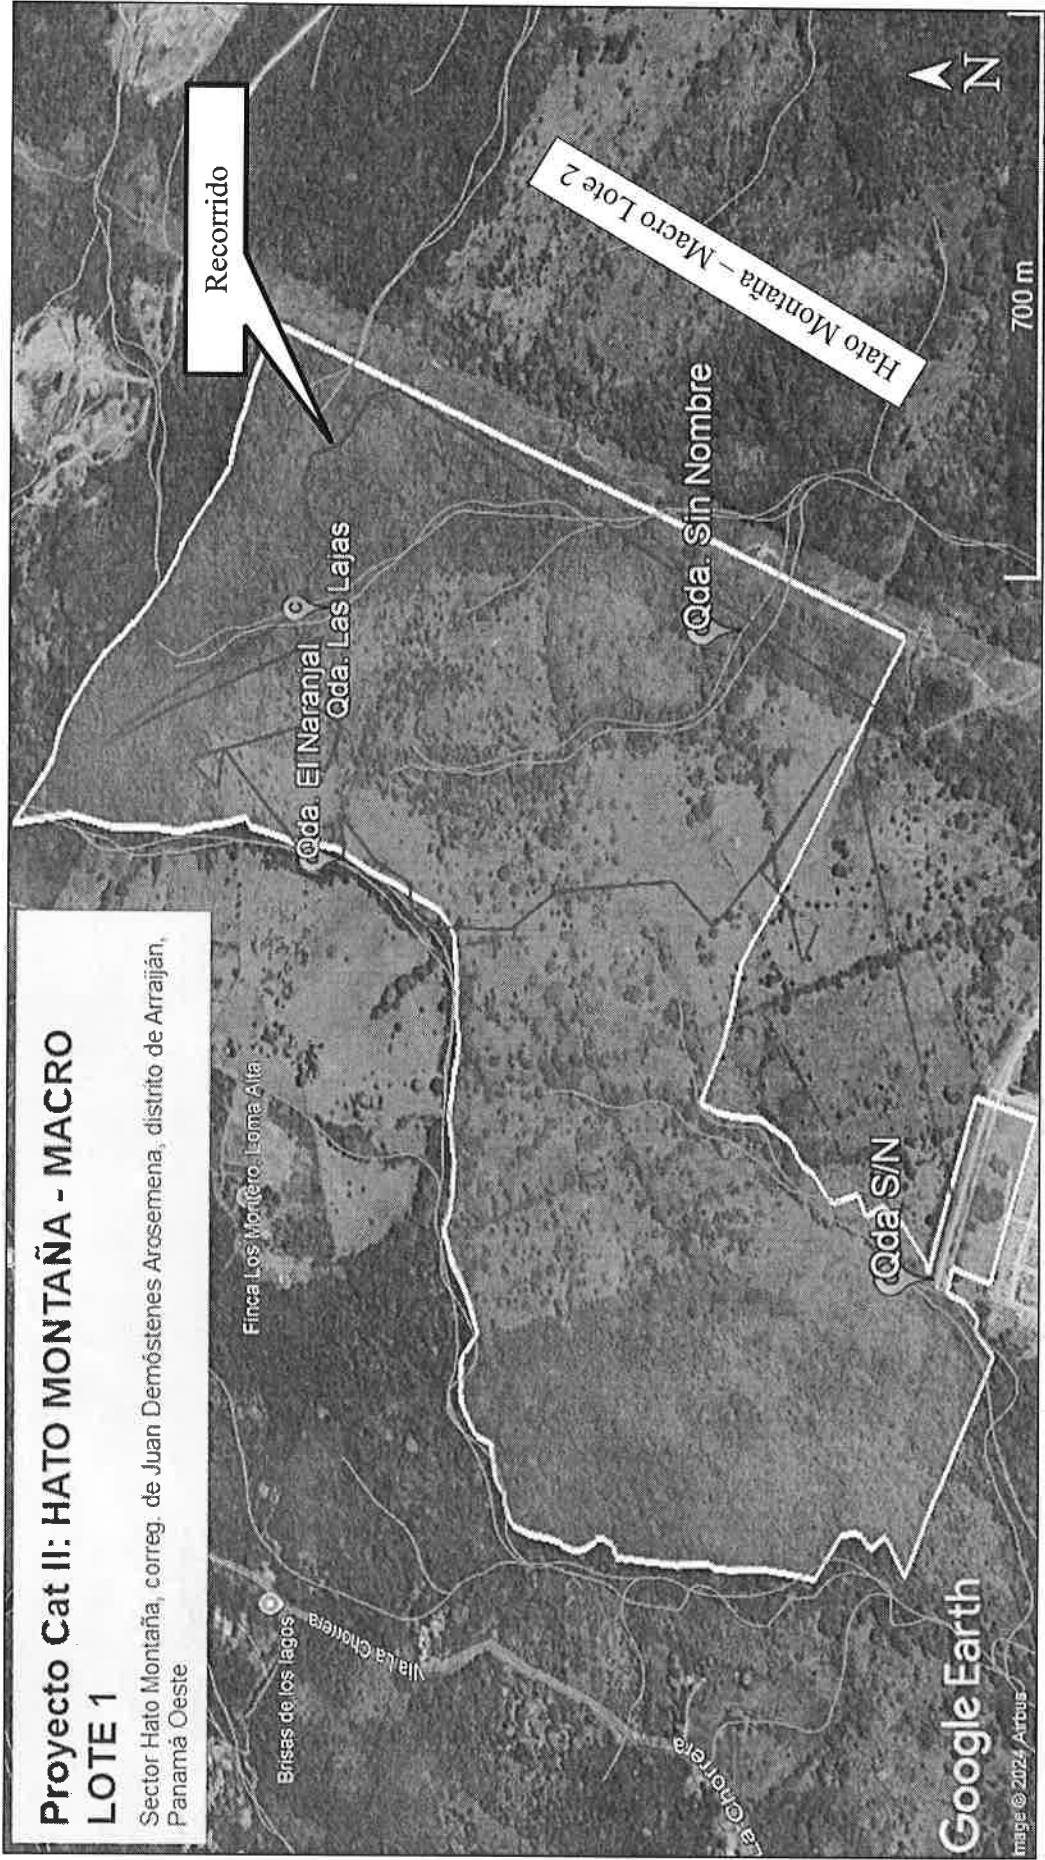 Proyecto Cat II: HATO MONTAÑA - MACRO
LOTE 1
Sector Hato Montaña, correg. de Juan Demóstenes Arosemena, distrito de Arraiján,
Panamá Oeste
Recorrido
Finca Los Montero, Loma Alta
Qda. El Naranjal
Qda. Las Lajas
C
Brisas de los lagos
Vía La Chorrera
La Chorrera
Qda. Sin Nombre
Hato Montaña – Macro Lote 2
Qda S/N
Google Earth
Image © 2024 Airbus
700 m
N